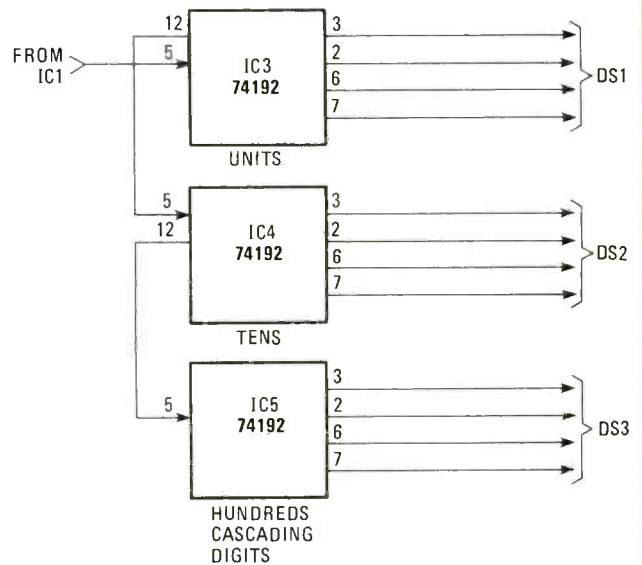 12
3
FROM
IC1
5
IC3
74192
2
6
7
DS1
UNITS
5
12
IC4
74192
3
2
6
7
DS2
TENS
5
IC5
74192
3
2
6
7
DS3
HUNDREDS
CASCADING
DIGITS